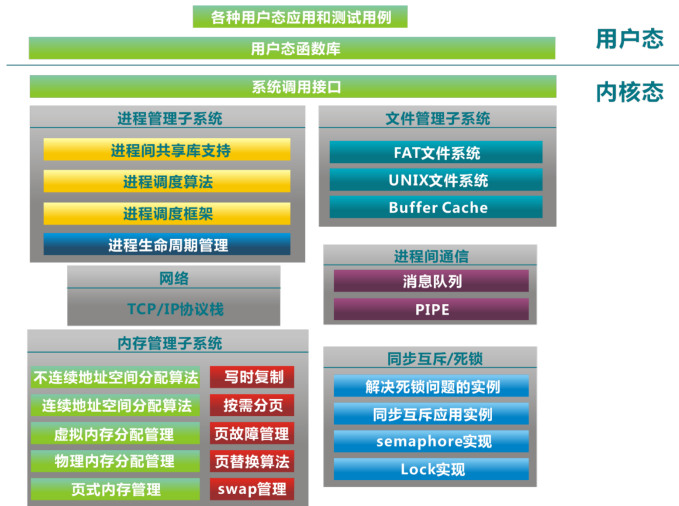 各种用户态应用和测试用例
用户态函数库
用户态
系统调用接口
内核态
进程管理子系统
进程间共享库支持
进程调度算法
进程调度框架
进程生命周期管理
文件管理子系统
FAT文件系统
UNIX文件系统
Buffer Cache
网络
TCP/IP协议栈
进程间通信
消息队列
PIPE
内存管理子系统
不连续地址空间分配算法
写时复制
连续地址空间分配算法
按需分页
虚拟内存分配管理
页故障管理
物理内存分配管理
页替换算法
页式内存管理
swap管理
同步互斥/死锁
解决死锁问题的实例
同步互斥应用实例
semaphore实现
Lock实现